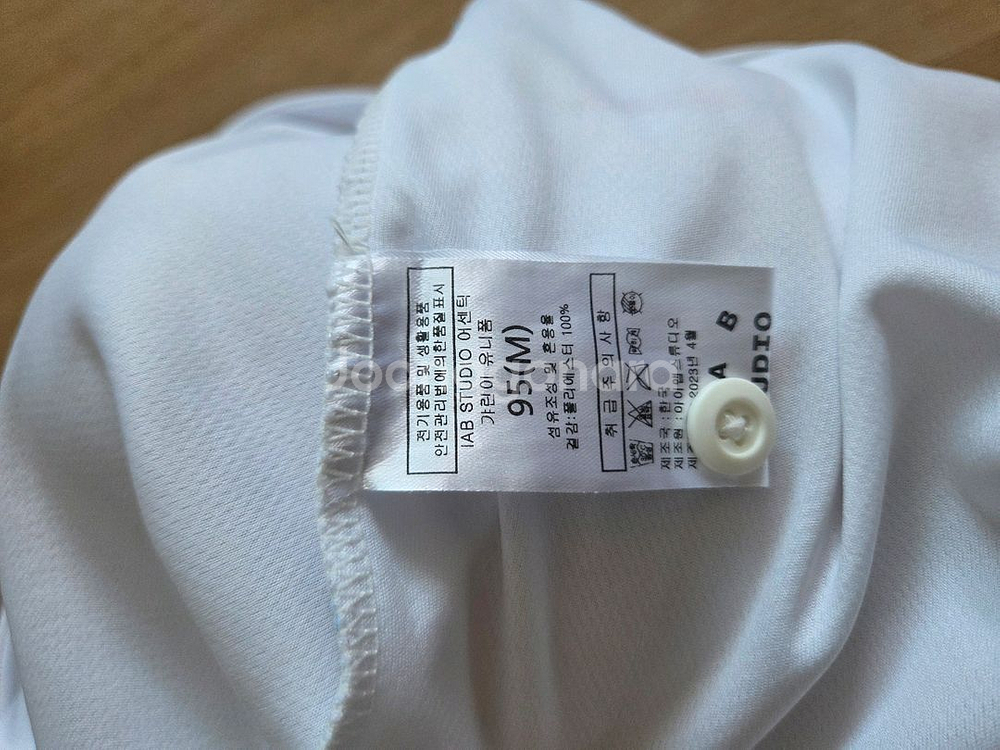 전기용품 및 생활용품
안전관리법에의한품질표시
IAB STUDIO 어센틱
갸린이 유니폼
95(M)
섬유조성 및 혼용율
겉감:폴리에스터 100%
취 급 주 의 사 항
제조국 : 한국
제조원 : 아이앱스튜디오
2023년 4월
A B
UDIO